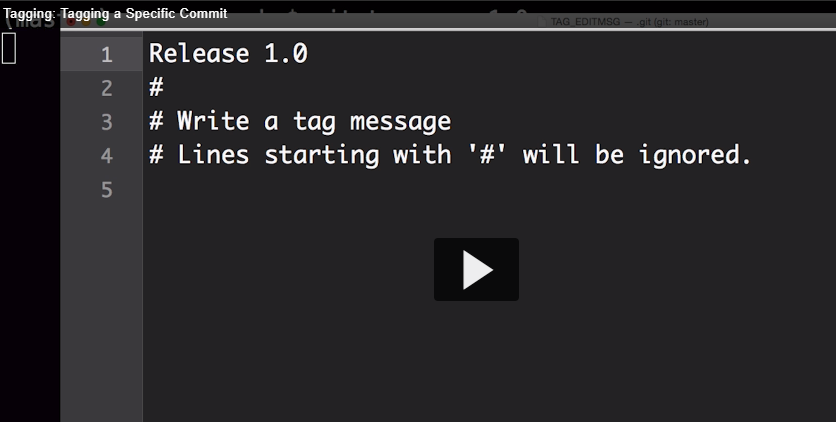 Tagging: Tagging a Specific Commit
TAG_EDITMSG — .git (git: master)
1 Release 1.0
2 #
3 # Write a tag message
4 # Lines starting with '#' will be ignored.
5